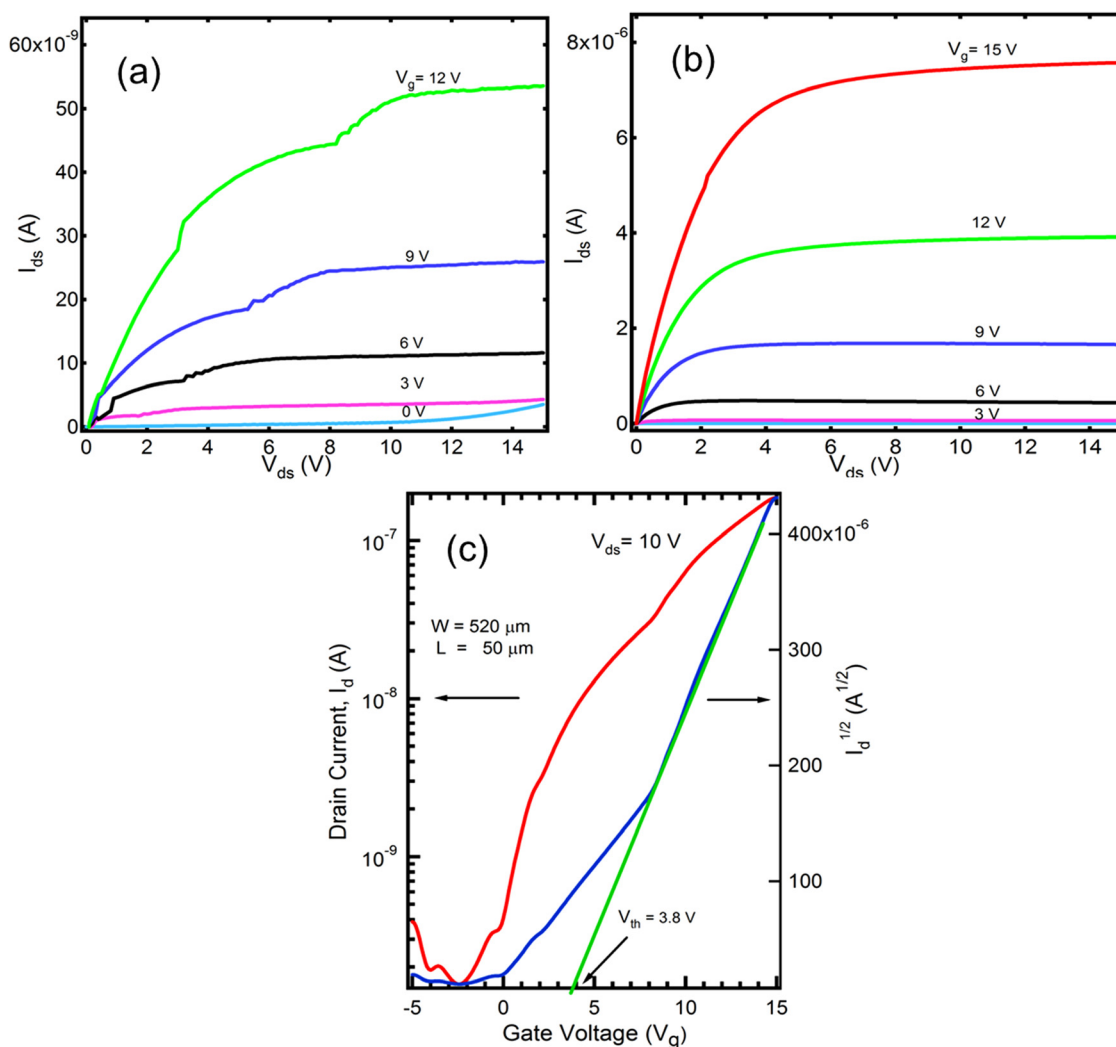 (a)
60x10⁻⁹
50
40
30
20
10
0
I_ds (A)
V_g= 12 V
9 V
6 V
3 V
0 V
0 2 4 6 8 10 12 14
V_ds (V)
(b)
8x10⁻⁶
6
4
2
0
I_ds (A)
V_g= 15 V
12 V
9 V
6 V
3 V
0 2 4 6 8 10 12 14
V_ds (V)
(c)
V_ds= 10 V
W = 520 μm
L = 50 μm
10⁻⁷
10⁻⁸
10⁻⁹
Drain Current, I_d (A)
400x10⁻⁶
300
200
100
I_d^1/2 (A^1/2)
V_th = 3.8 V
-5 0 5 10 15
Gate Voltage (V_g)